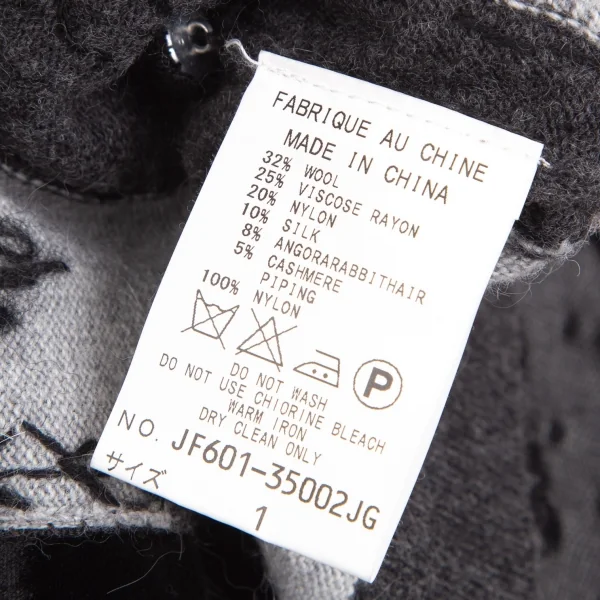 FABRIQUE AU CHINE
MADE IN CHINA
32% WOOL
25% VISCOSE RAYON
20% NYLON
10% SILK
8% ANGORARABBITHAIR
5% CASHMERE
PIPING
100% NYLON
P
DO NOT WASH
DO NOT USE CHLORINE BLEACH
WARM IRON
DRY CLEAN ONLY
NO. JF601-35002JG
サイズ 1